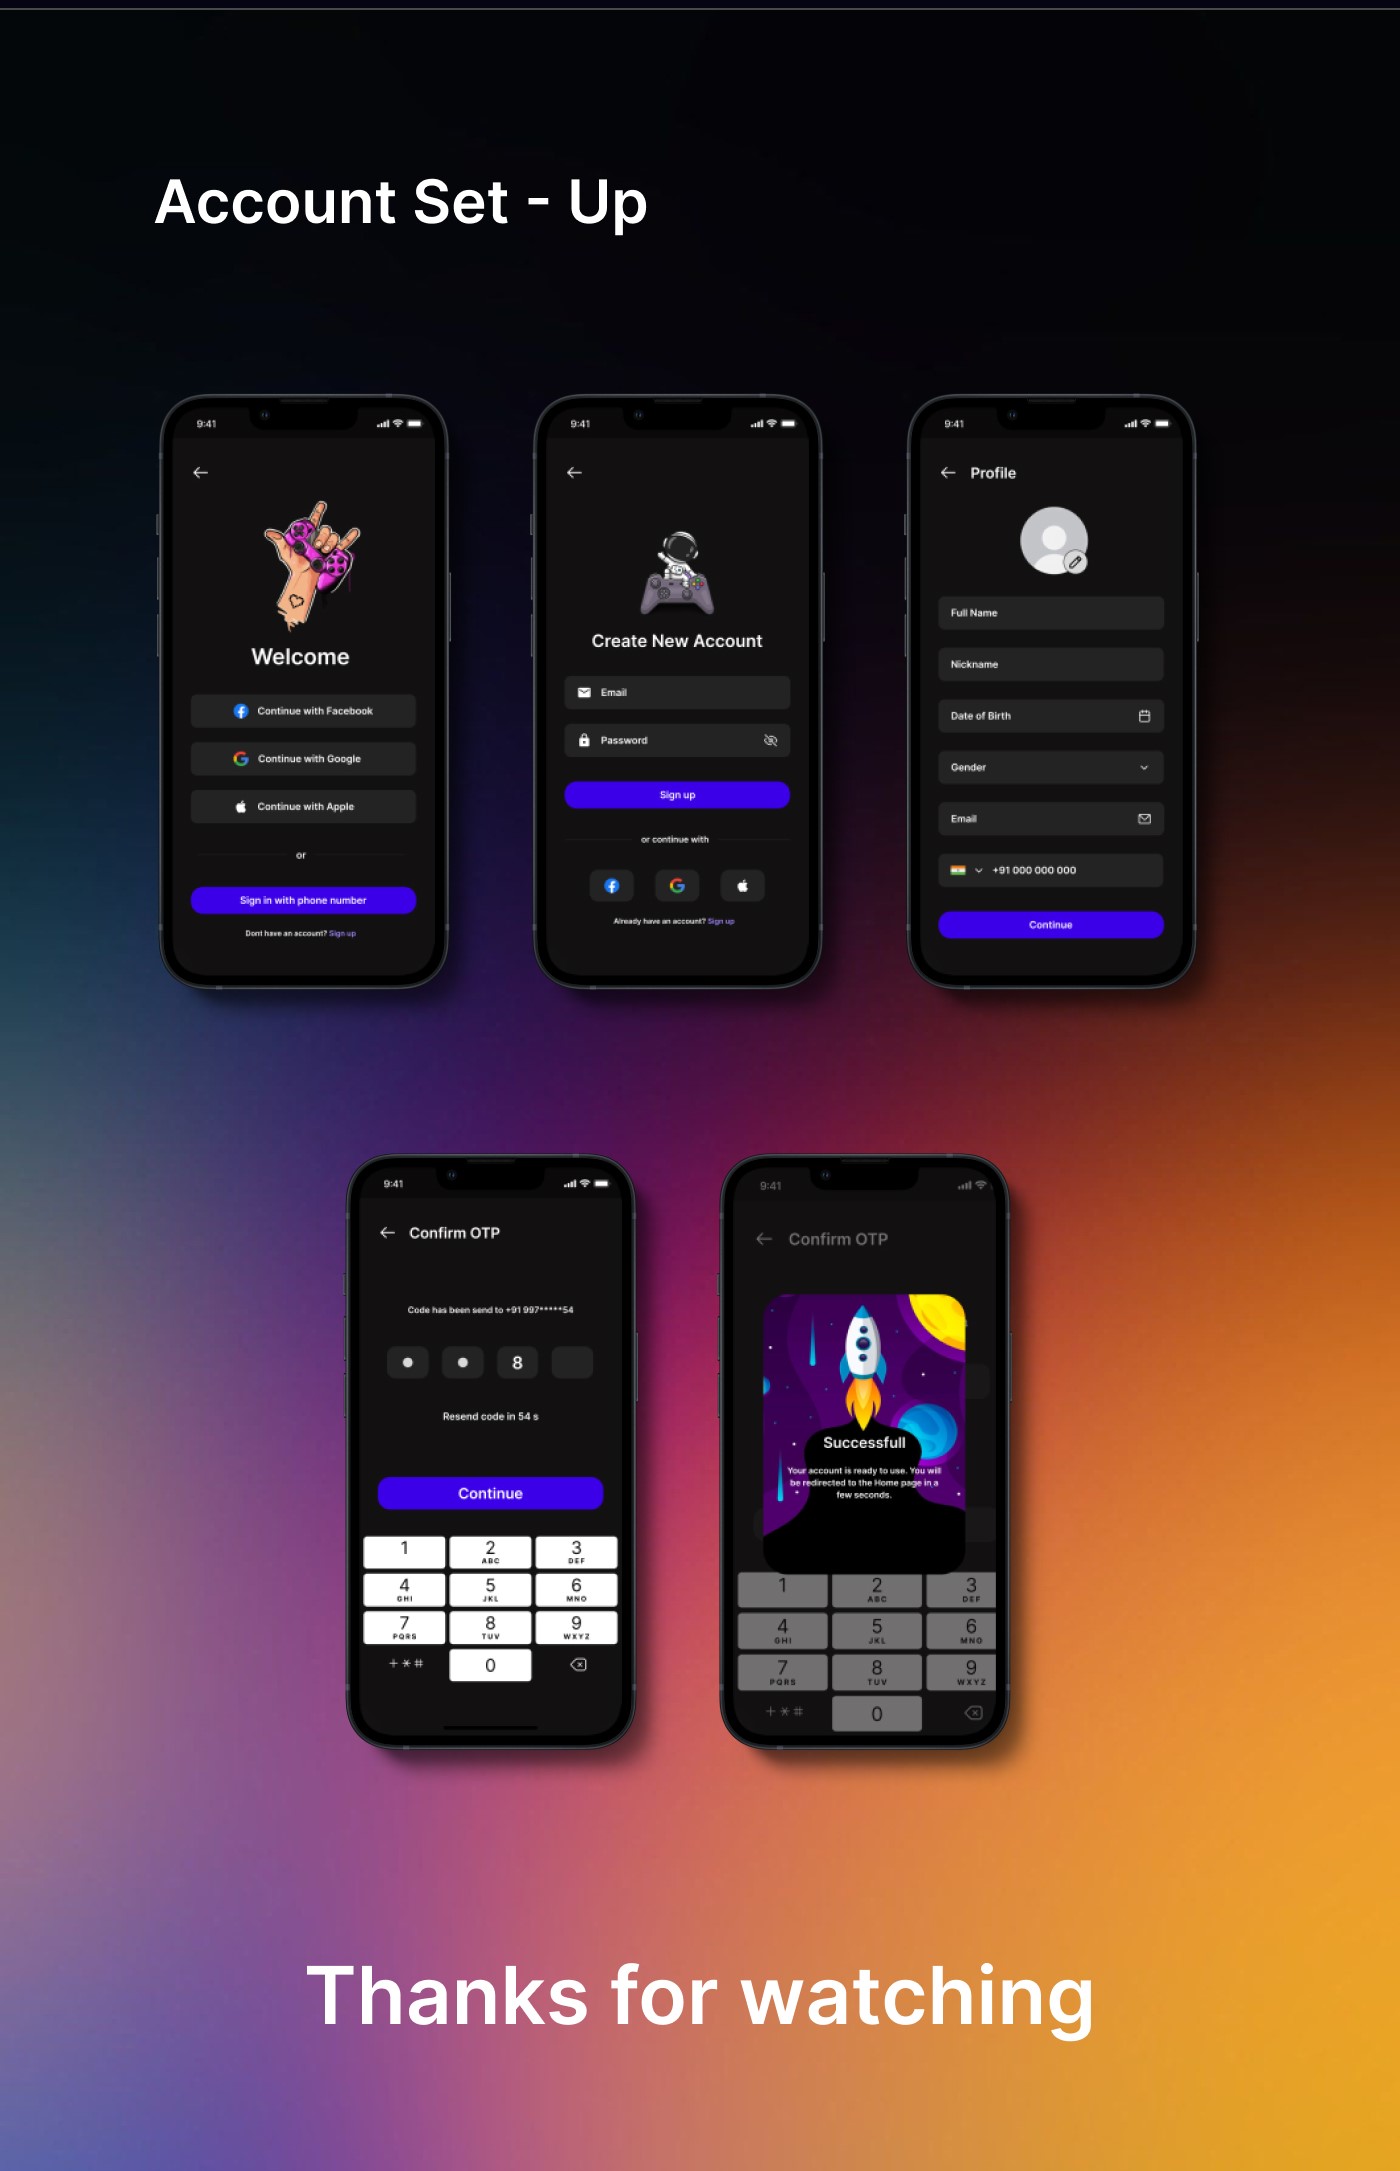 Account Set - Up
9:41
Welcome
Continue with Facebook
Continue with Google
Continue with Apple
or
Sign in with phone number
Dont have an account? Sign up
9:41
Create New Account
Email
Password
Sign up
or continue with
Already have an account? Sign up
9:41
Profile
Full Name
Nickname
Date of Birth
Gender
Email
+91 000 000 000
Continue
9:41
Confirm OTP
Code has been send to +91 997*****54
8
Resend code in 54 s
Continue
1 2 3
ABC DEF
4 5 6
GHI JKL MNO
7 8 9
PQRS TUV WXYZ
+*# 0
9:41
Confirm OTP
Successfull
Your account is ready to use. You will
be redirected to the Home page in a
few seconds.
1 2 3
ABC DEF
4 5 6
GHI JKL MNO
7 8 9
PQRS TUV WXYZ
+*# 0
Thanks for watching